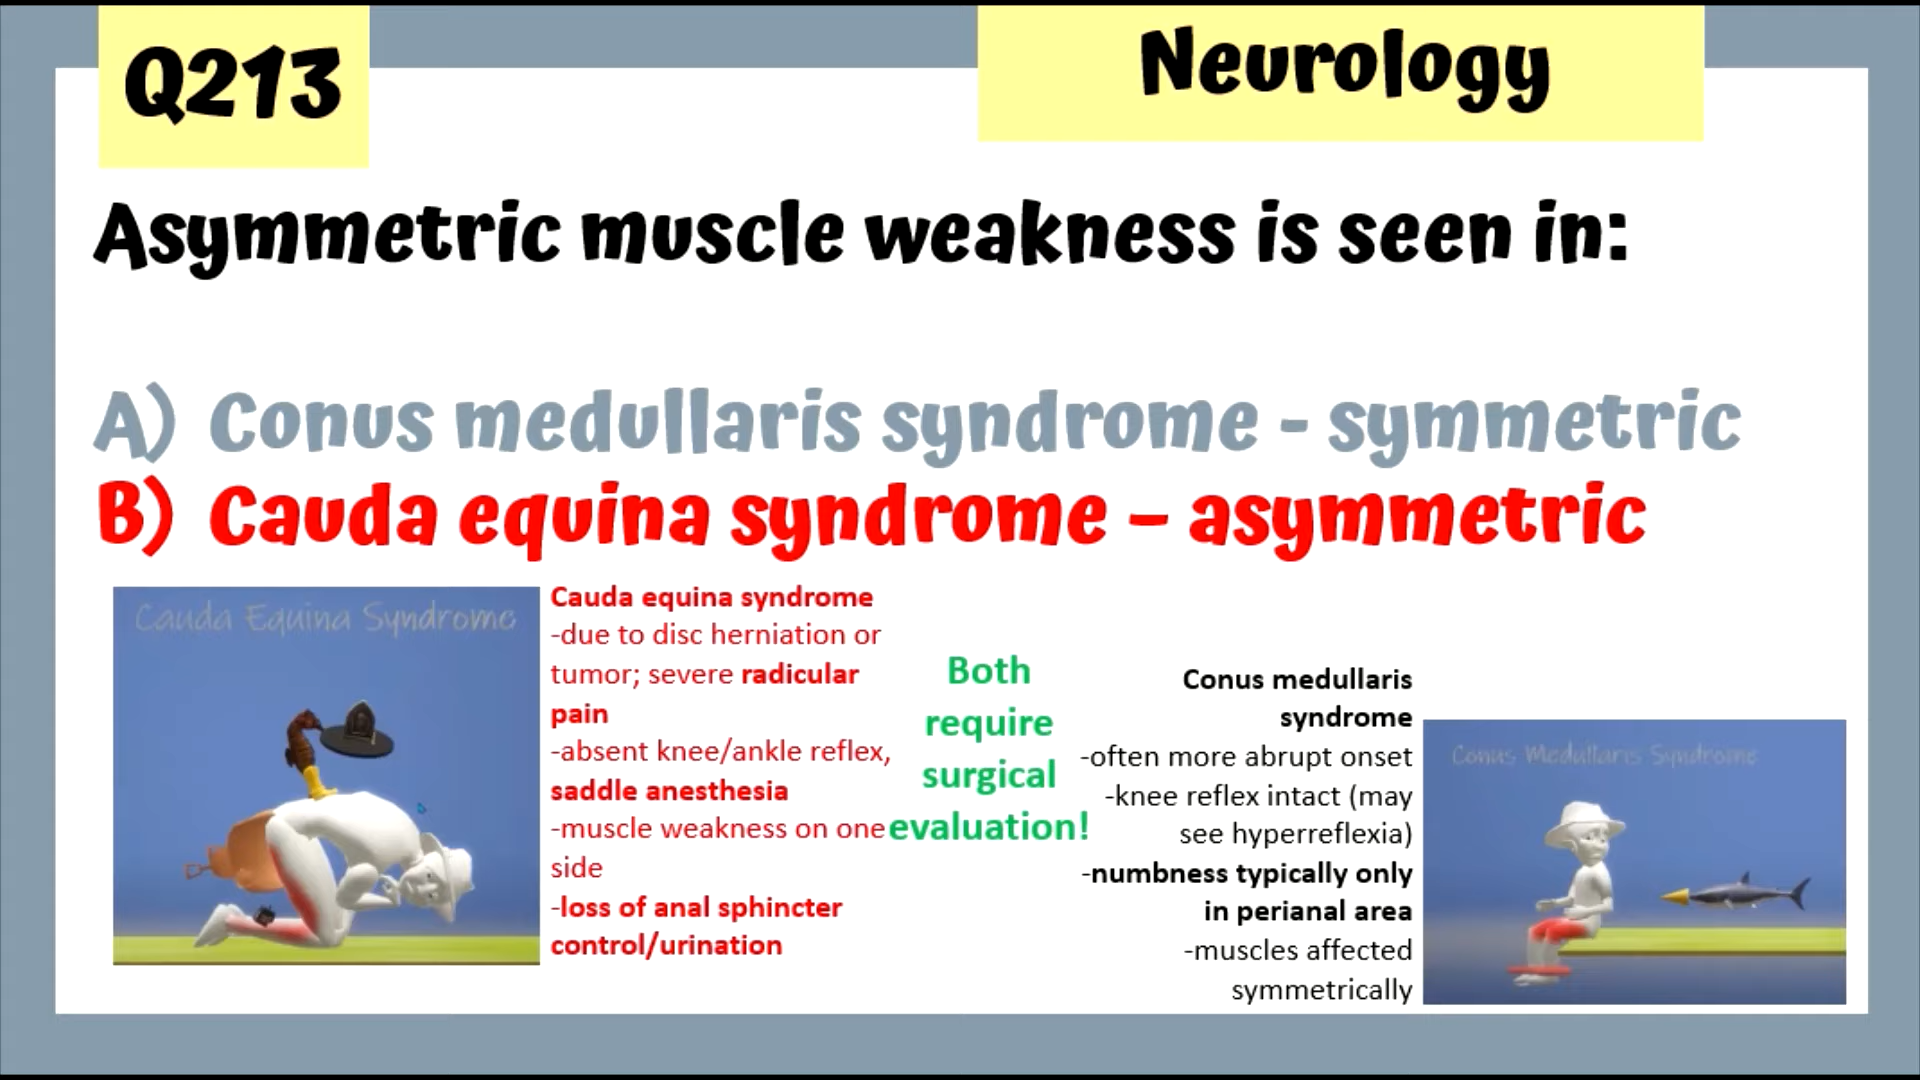 Q213
Neurology
Asymmetric muscle weakness is seen in:
A) Conus medullaris syndrome - symmetric
B) Cauda equina syndrome – asymmetric
Cauda Equina Syndrome
Cauda equina syndrome
-due to disc herniation or
tumor; severe radicular
pain
-absent knee/ankle reflex,
saddle anesthesia
-muscle weakness on one
side
-loss of anal sphincter
control/urination
Both
require
surgical
evaluation!
Conus medullaris
syndrome
-often more abrupt onset
-knee reflex intact (may
see hyperreflexia)
-numbness typically only
in perianal area
-muscles affected
symmetrically
Conus Medullaris Syndrome